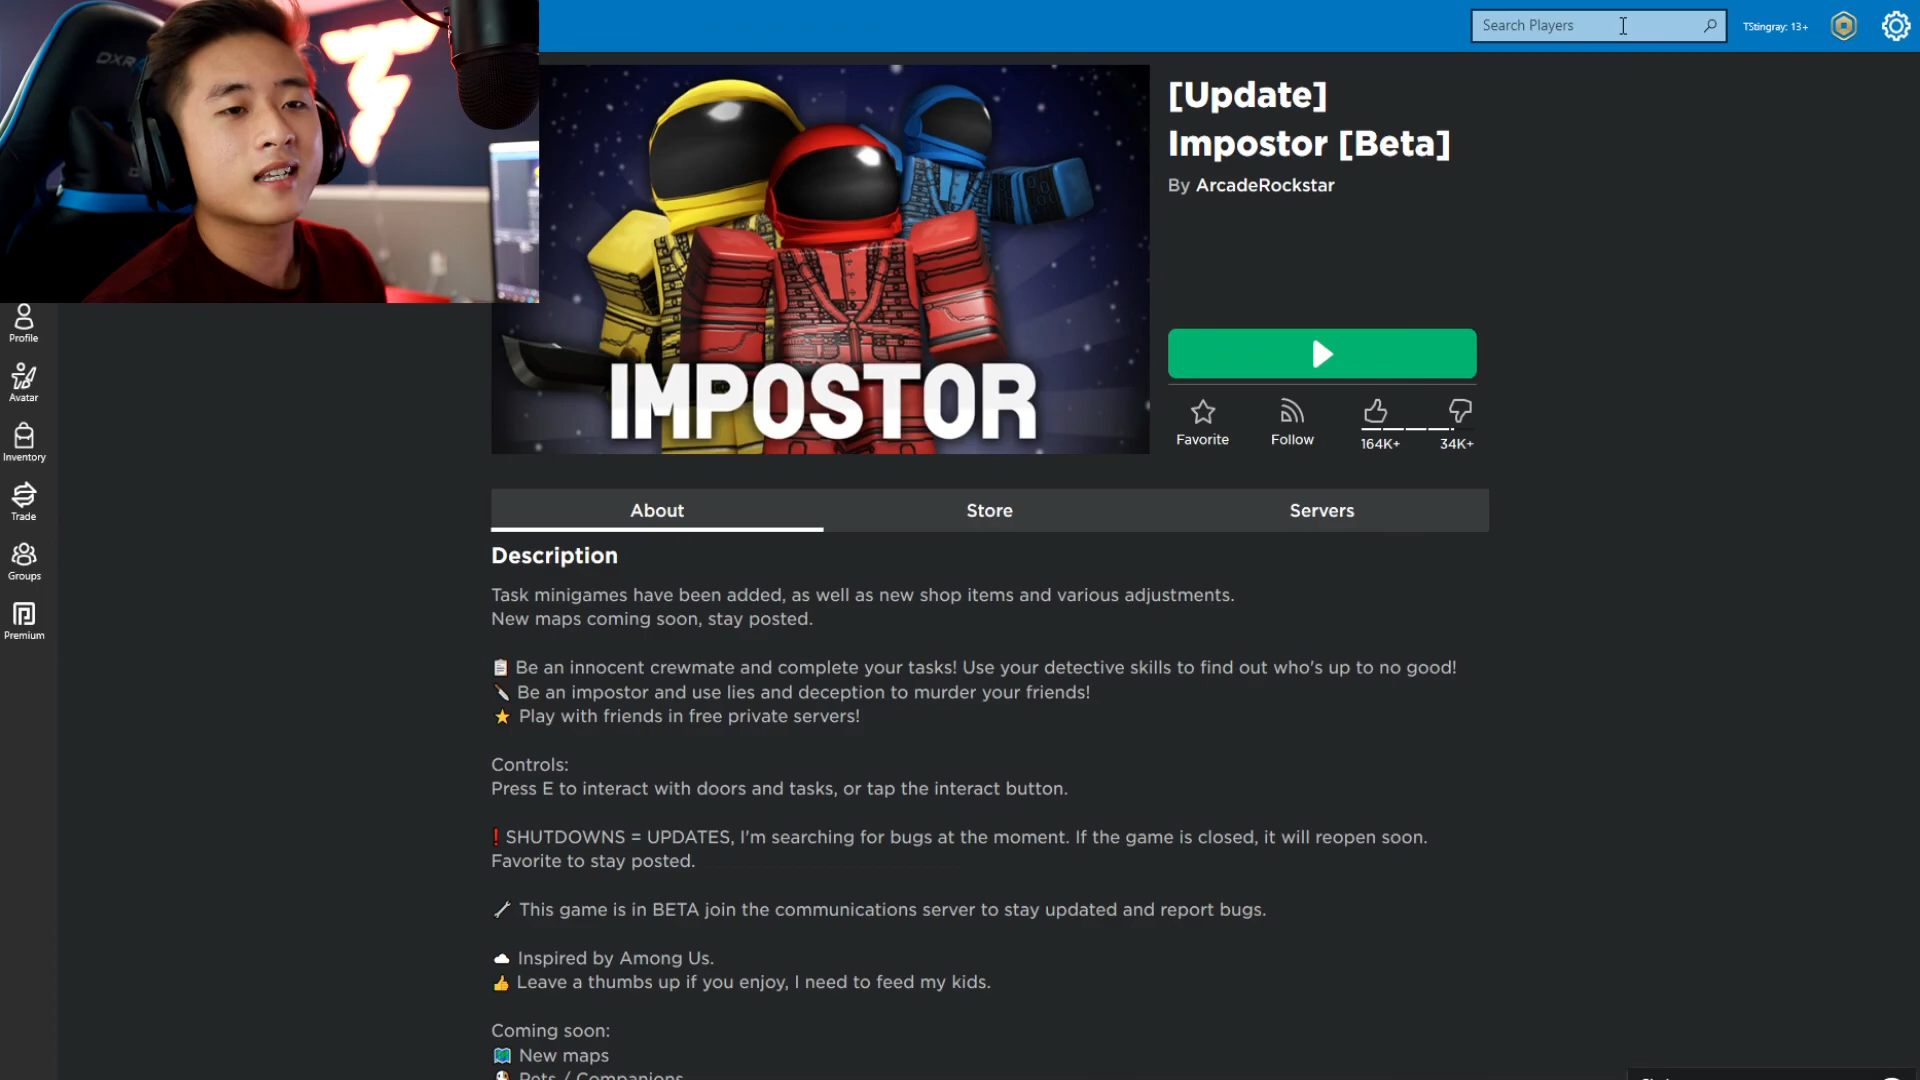 DXR
Search Players
TStingray: 13+
[Update]
Impostor [Beta]
By ArcadeRockstar
IMPOSTOR
Favorite
Follow
164K+
34K+
Profile
Avatar
Inventory
Trade
Groups
Premium
About
Store
Servers
Description
Task minigames have been added, as well as new shop items and various adjustments.
New maps coming soon, stay posted.
📋 Be an innocent crewmate and complete your tasks! Use your detective skills to find out who's up to no good!
🔪 Be an impostor and use lies and deception to murder your friends!
⭐ Play with friends in free private servers!
Controls:
Press E to interact with doors and tasks, or tap the interact button.
❗SHUTDOWNS = UPDATES, I'm searching for bugs at the moment. If the game is closed, it will reopen soon.
Favorite to stay posted.
🔧 This game is in BETA join the communications server to stay updated and report bugs.
☁️ Inspired by Among Us.
👍 Leave a thumbs up if you enjoy, I need to feed my kids.
Coming soon:
🗺️ New maps
Pets / Companions